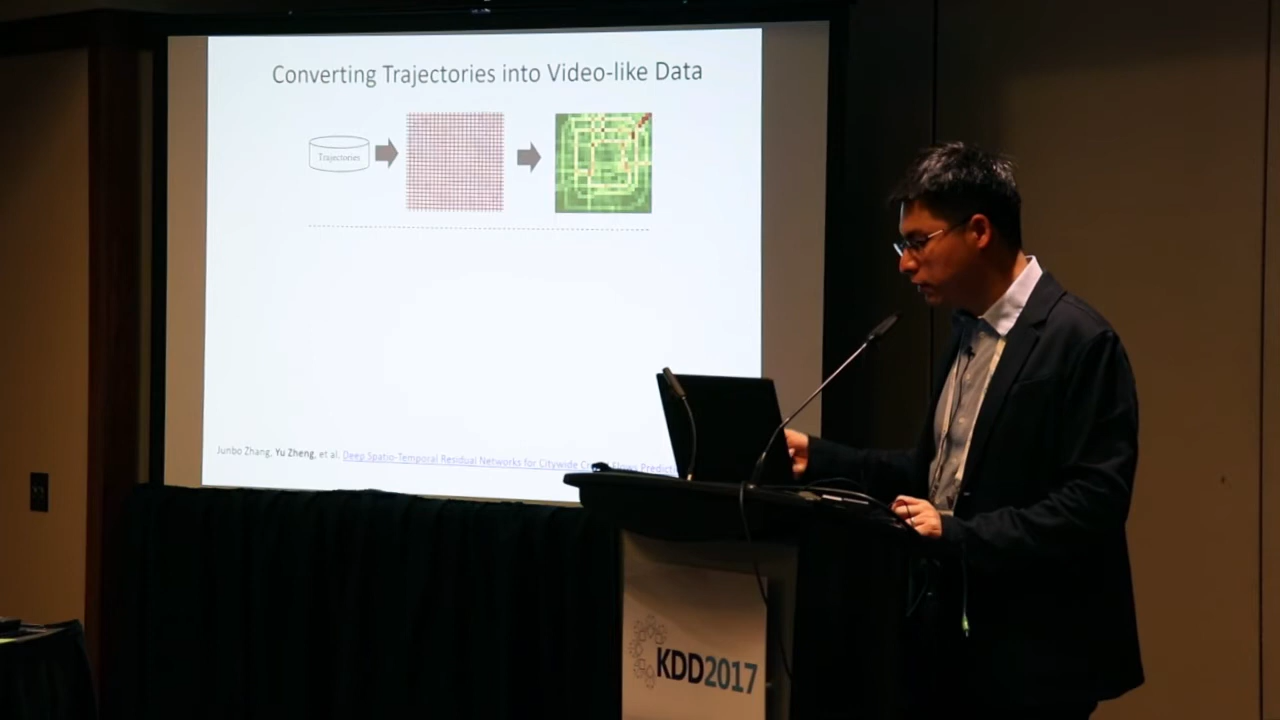 Converting Trajectories into Video-like Data
Trajectories
Junbo Zhang, Yu Zheng, et al. Deep Spatio-Temporal Residual Networks for Citywide
KDD2017